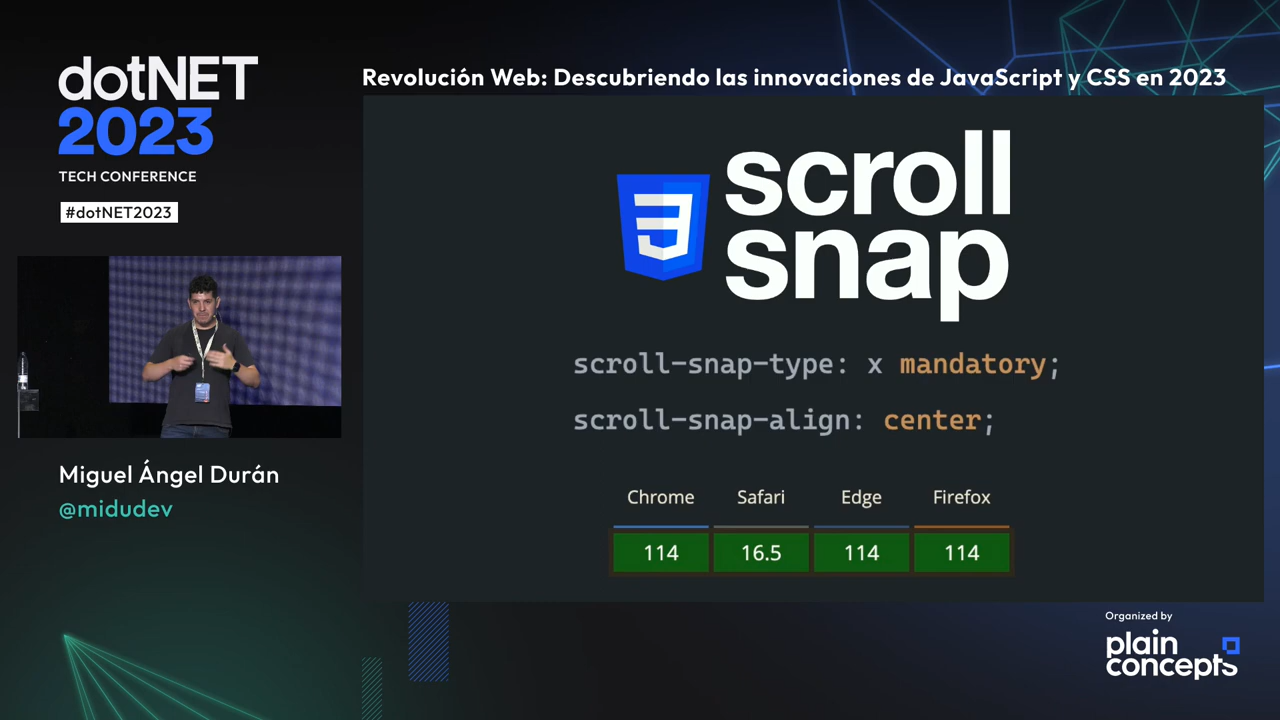 dotNET
2023
TECH CONFERENCE
#dotNET2023
Miguel Ángel Durán
@midudev
Revolución Web: Descubriendo las innovaciones de JavaScript y CSS en 2023
scroll
snap
scroll-snap-type: x mandatory;
scroll-snap-align: center;
Chrome Safari Edge Firefox
114 16.5 114 114
Organized by
plain
concepts